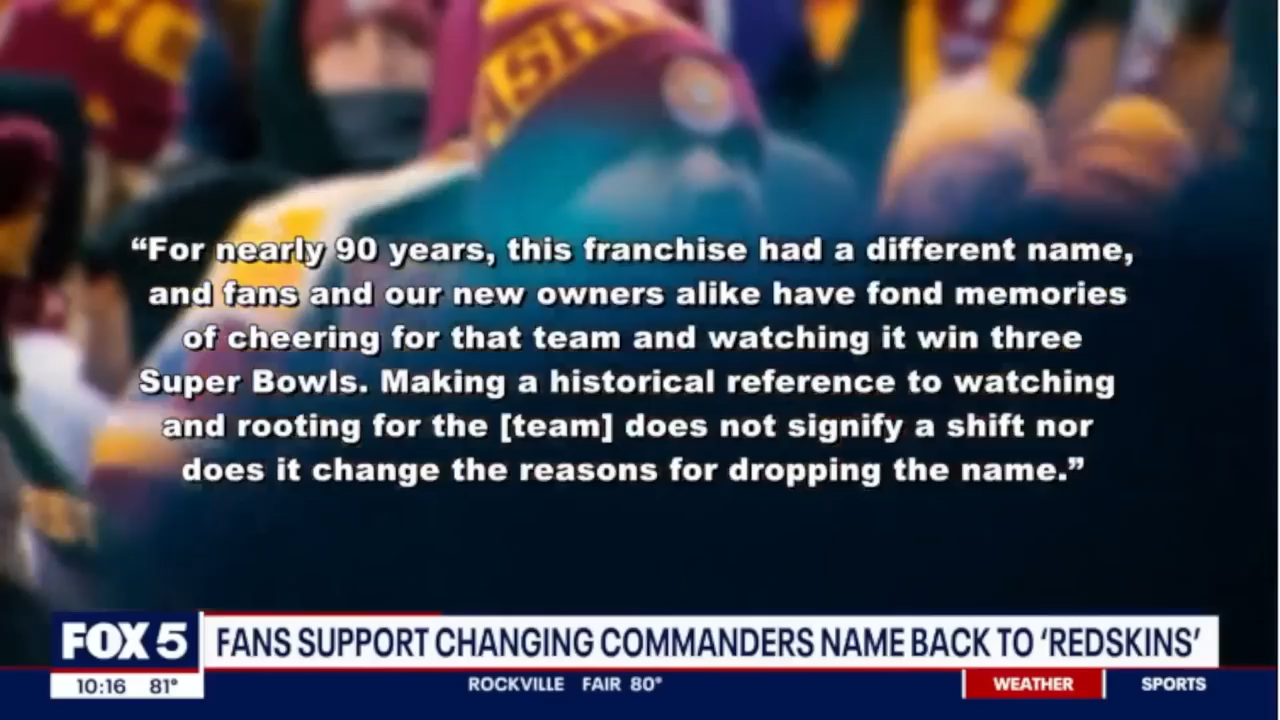 ASH
“For nearly 90 years, this franchise had a different name,
and fans and our new owners alike have fond memories
of cheering for that team and watching it win three
Super Bowls. Making a historical reference to watching
and rooting for the [team] does not signify a shift nor
does it change the reasons for dropping the name.”
FOX 5
FANS SUPPORT CHANGING COMMANDERS NAME BACK TO ‘REDSKINS’
10:16 81°
ROCKVILLE FAIR 80°
WEATHER
SPORTS